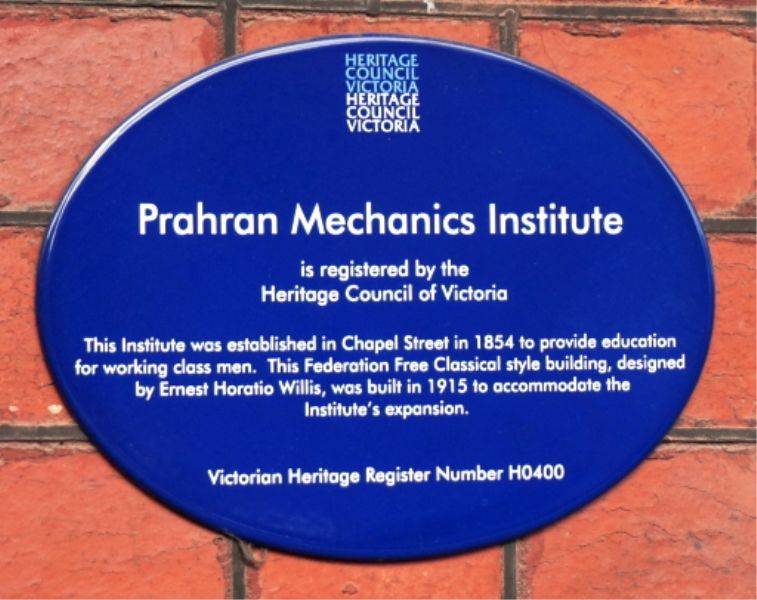 HERITAGE
COUNCIL
VICTORIA
HERITAGE
COUNCIL
VICTORIA
Prahran Mechanics Institute
is registered by the
Heritage Council of Victoria
This Institute was established in Chapel Street in 1854 to provide education
for working class men. This Federation Free Classical style building, designed
by Ernest Horatio Willis, was built in 1915 to accommodate the
Institute's expansion.
Victorian Heritage Register Number H0400